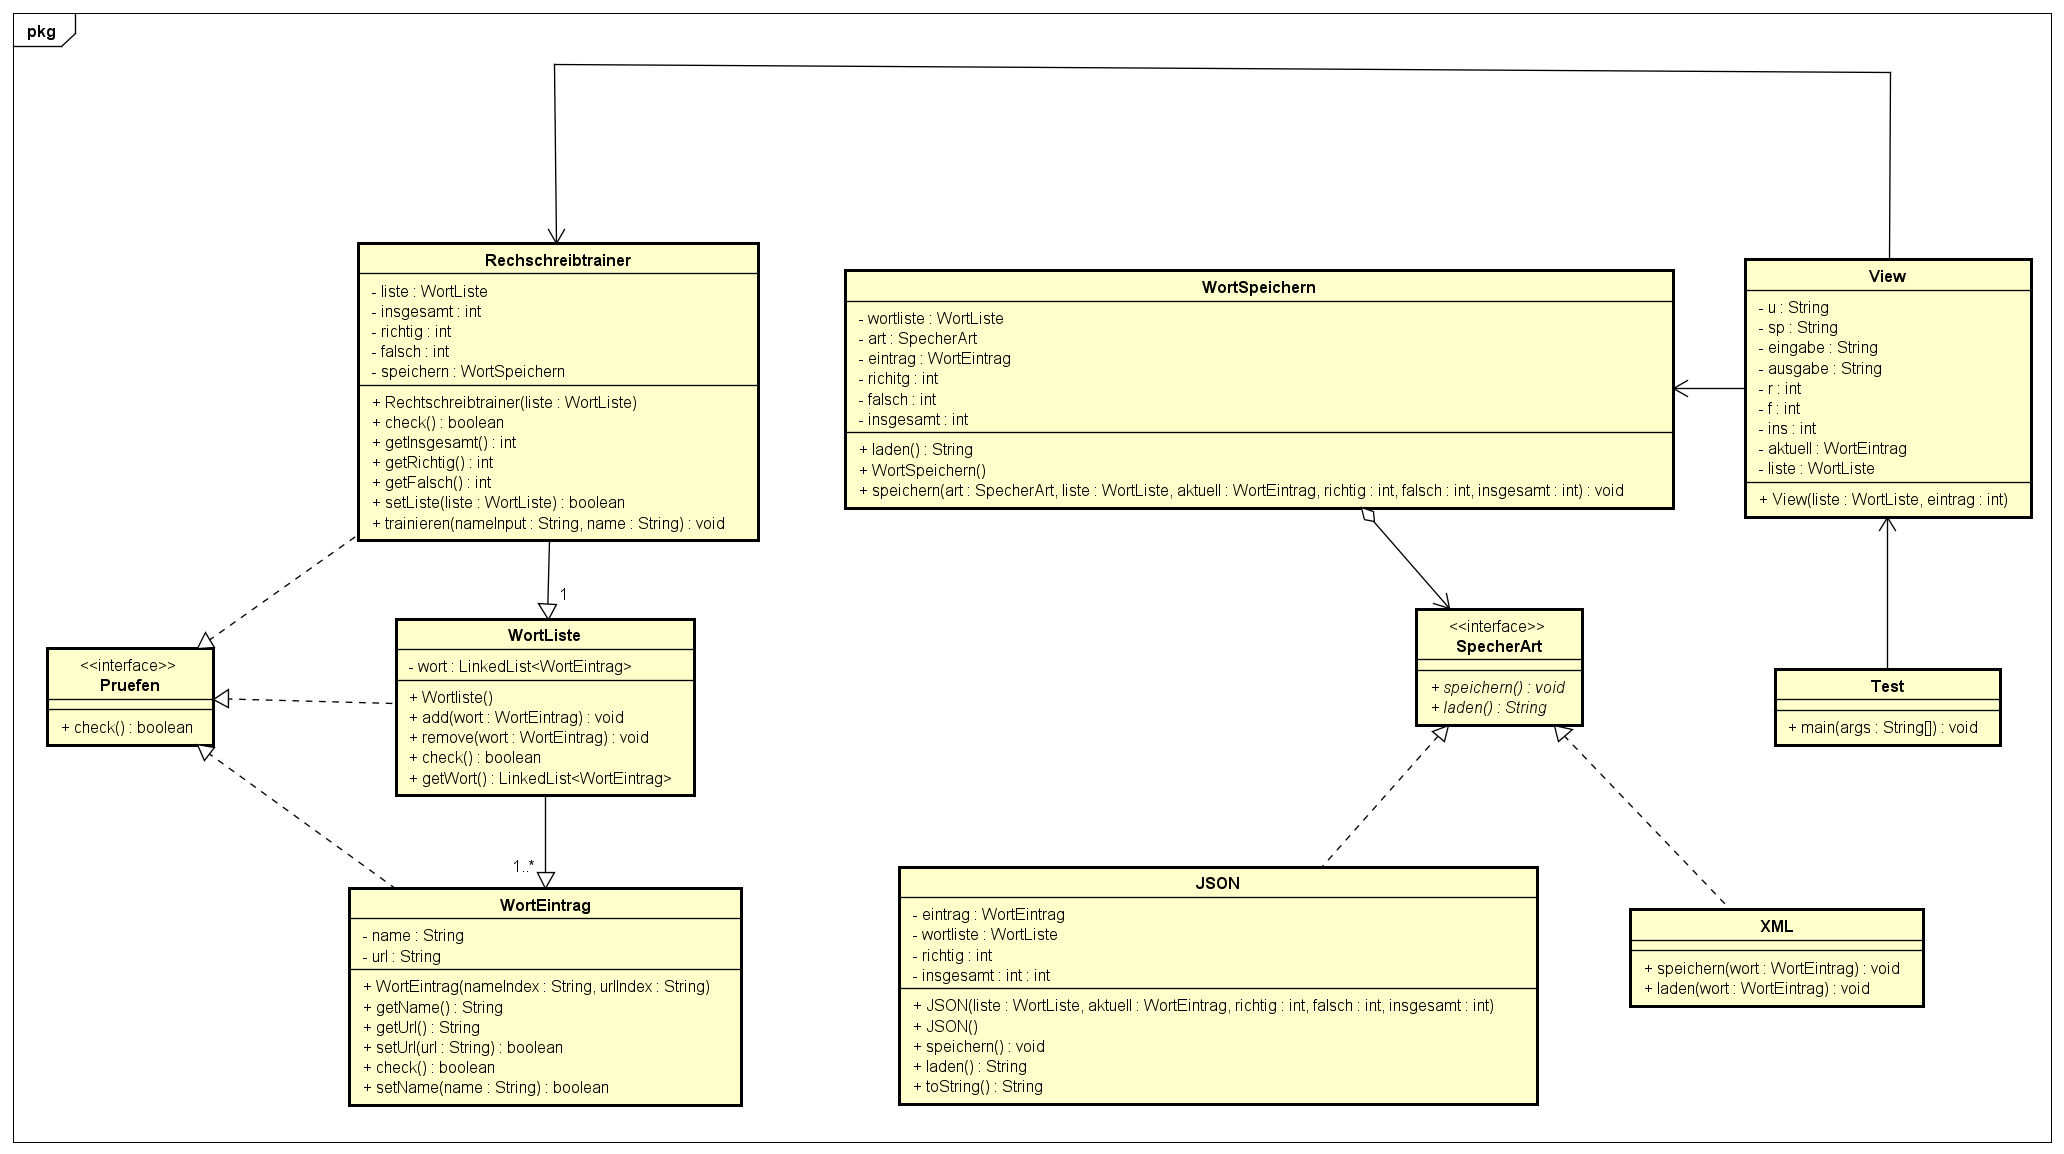 pkg
Rechschreibtrainer
- liste : WortListe
- insgesamt : int
- richtig : int
- falsch : int
- speichern : WortSpeichern
+ Rechtschreibtrainer(liste : WortListe)
+ check() : boolean
+ getInsgesamt() : int
+ getRichtig() : int
+ getFalsch() : int
+ setListe(liste : WortListe) : boolean
+ trainieren(nameInput : String, name : String) : void
WortSpeichern
- wortliste : WortListe
- art : SpecherArt
- eintrag : WortEintrag
- richitg : int
- falsch : int
- insgesamt : int
+ laden() : String
+ WortSpeichern()
+ speichern(art : SpecherArt, liste : WortListe, aktuell : WortEintrag, richtig : int, falsch : int, insgesamt : int) : void
View
- u : String
- sp : String
- eingabe : String
- ausgabe : String
- r : int
- f : int
- ins : int
- aktuell : WortEintrag
- liste : WortListe
+ View(liste : WortListe, eintrag : int)
1
<<interface>>
Pruefen
+ check() : boolean
WortListe
- wort : LinkedList<WortEintrag>
+ Wortliste()
+ add(wort : WortEintrag) : void
+ remove(wort : WortEintrag) : void
+ check() : boolean
+ getWort() : LinkedList<WortEintrag>
<<interface>>
SpecherArt
+ speichern() : void
+ laden() : String
Test
+ main(args : String[]) : void
1..*
WortEintrag
- name : String
- url : String
+ WortEintrag(nameIndex : String, urlIndex : String)
+ getName() : String
+ getUrl() : String
+ setUrl(url : String) : boolean
+ check() : boolean
+ setName(name : String) : boolean
JSON
- eintrag : WortEintrag
- wortliste : WortListe
- richtig : int
- insgesamt : int : int
+ JSON(liste : WortListe, aktuell : WortEintrag, richtig : int, falsch : int, insgesamt : int)
+ JSON()
+ speichern() : void
+ laden() : String
+ toString() : String
XML
+ speichern(wort : WortEintrag) : void
+ laden(wort : WortEintrag) : void